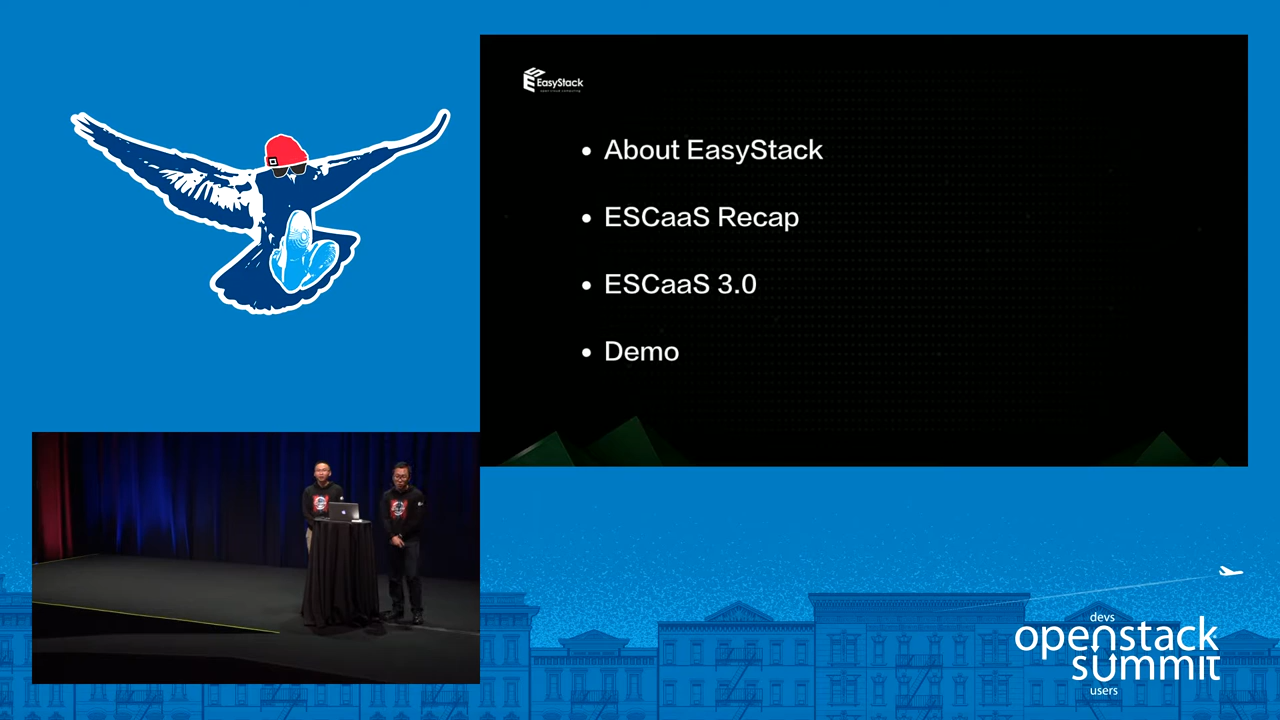 EasyStack
• About EasyStack
• ESCaaS Recap
• ESCaaS 3.0
• Demo
devs
openstack
summit
users